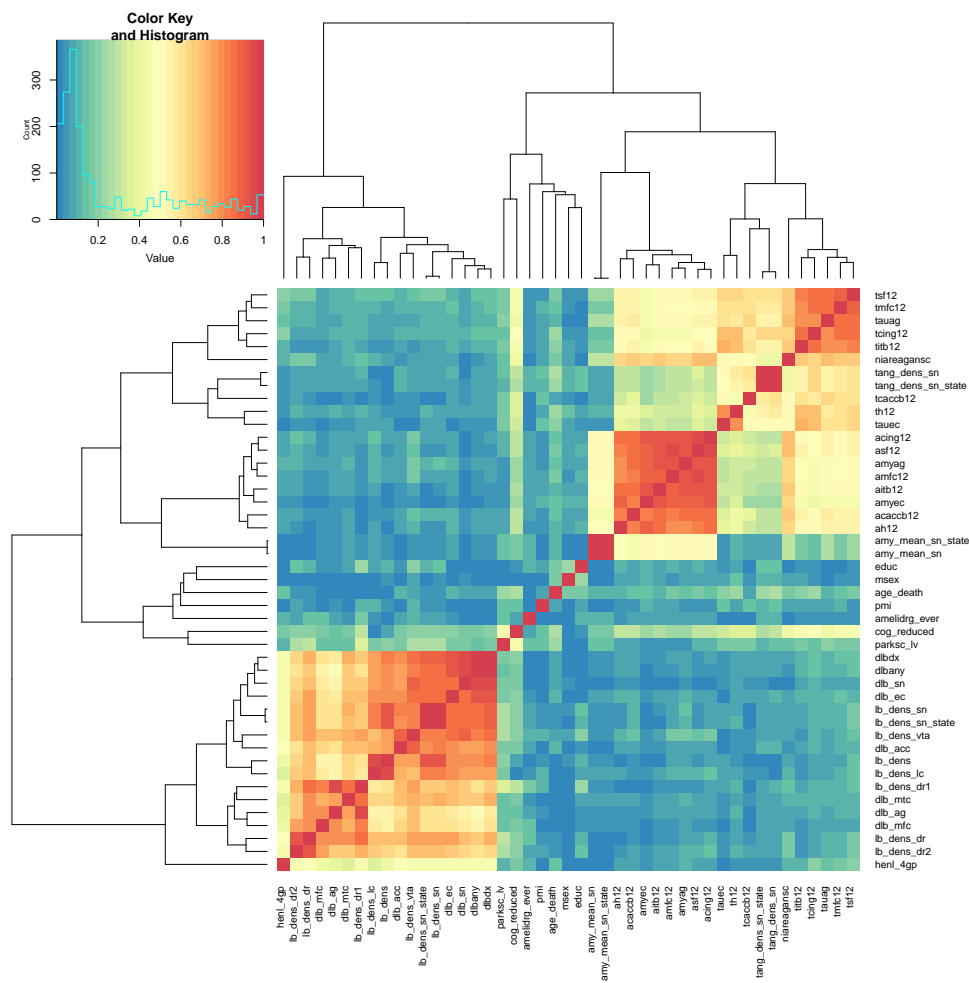 Color Key
and Histogram
Count
0
100
200
300
0.2
0.4
0.6
0.8
1
Value
tsf12
tmfc12
tauag
tcing12
titb12
niareagansc
tang_dens_sn
tang_dens_sn_state
tcaccb12
th12
tauec
acing12
asf12
amyag
amfc12
aitb12
amyec
acaccb12
ah12
amy_mean_sn_state
amy_mean_sn
educ
msex
age_death
pmi
amelidrg_ever
cog_reduced
parksc_lv
dlbdx
dlbany
dlb_sn
dlb_ec
lb_dens_sn
lb_dens_sn_state
lb_dens_vta
dlb_acc
lb_dens
lb_dens_lc
lb_dens_dr1
dlb_mtc
dlb_ag
dlb_mfc
lb_dens_dr
lb_dens_dr2
henl_4gp
henl_4gp
lb_dens_dr2
lb_dens_dr
dlb_mfc
dlb_ag
dlb_mtc
lb_dens_dr1
lb_dens_lc
lb_dens
dlb_acc
lb_dens_vta
lb_dens_sn_state
lb_dens_sn
dlb_ec
dlb_sn
dlbany
dlbdx
parksc_lv
cog_reduced
amelidrg_ever
pmi
age_death
msex
educ
amy_mean_sn
amy_mean_sn_state
ah12
acaccb12
amyec
aitb12
amfc12
amyag
asf12
acing12
tauec
th12
tcaccb12
tang_dens_sn_state
tang_dens_sn
niareagansc
titb12
tcing12
tauag
tmfc12
tsf12